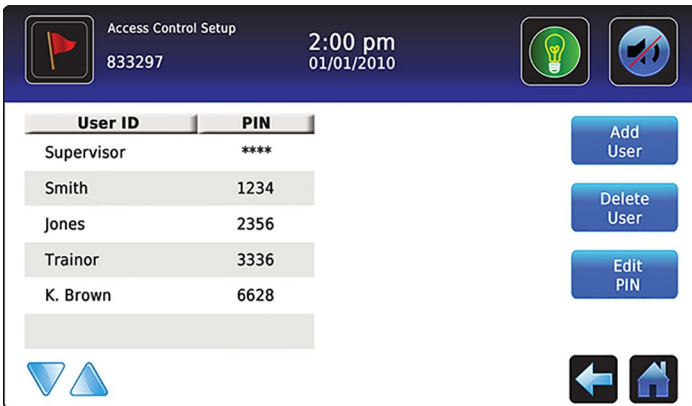 Access Control Setup
833297
2:00 pm
01/01/2010
User ID PIN
Supervisor ****
Smith 1234
Jones 2356
Trainor 3336
K. Brown 6628
Add
User
Delete
User
Edit
PIN